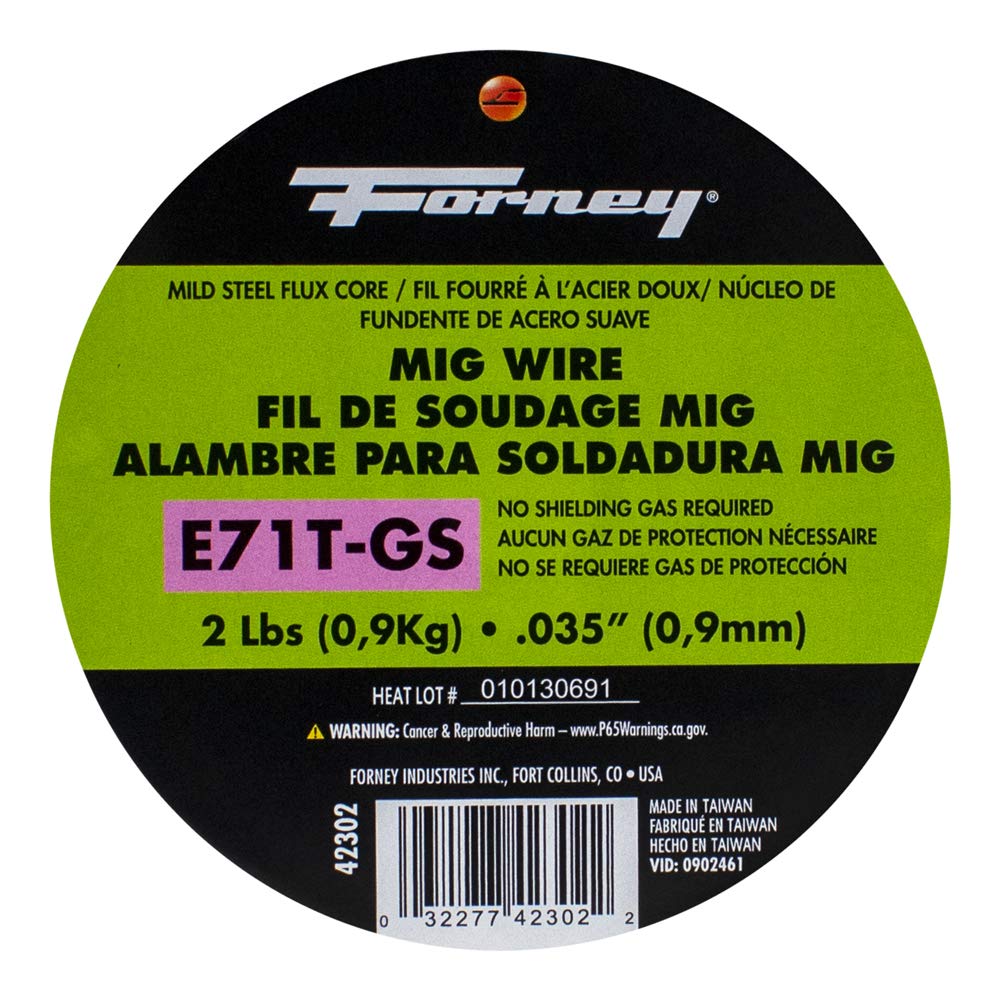 Forney®
MILD STEEL FLUX CORE / FIL FOURRÉ À L'ACIER DOUX/ NÚCLEO DE
FUNDENTE DE ACERO SUAVE
MIG WIRE
FIL DE SOUDAGE MIG
ALAMBRE PARA SOLDADURA MIG
E71T-GS
NO SHIELDING GAS REQUIRED
AUCUN GAZ DE PROTECTION NÉCESSAIRE
NO SE REQUIERE GAS DE PROTECCIÓN
2 Lbs (0,9Kg) • .035" (0,9mm)
HEAT LOT # 010130691
WARNING: Cancer & Reproductive Harm – www.P65Warnings.ca.gov.
FORNEY INDUSTRIES INC., FORT COLLINS, CO • USA
42302
0 32277 42302 2
MADE IN TAIWAN
FABRIQUÉ EN TAIWAN
HECHO EN TAIWAN
VID: 0902461